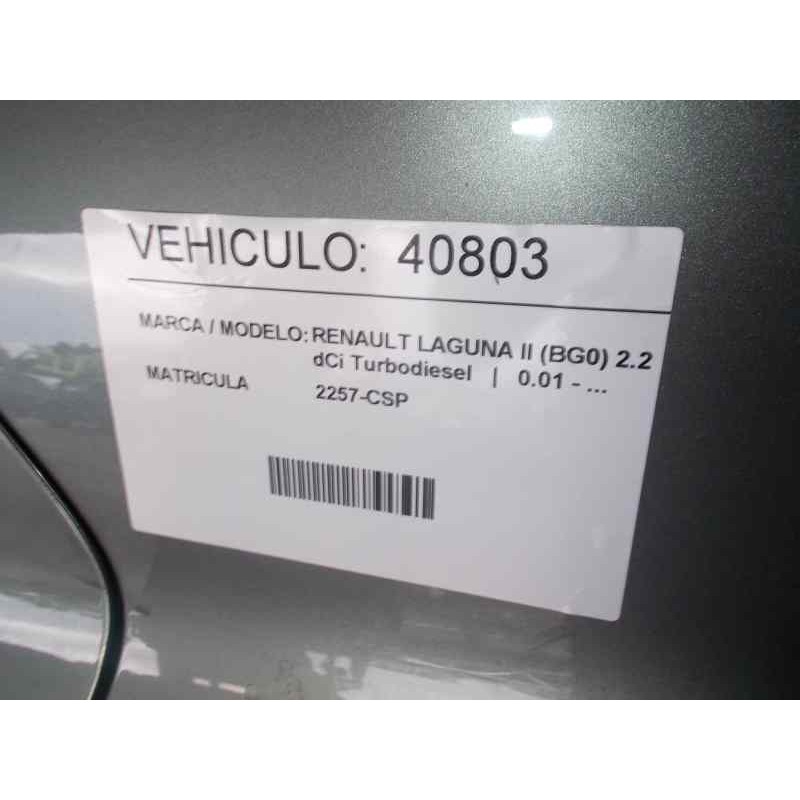 VEHICULO: 40803
MARCA / MODELO: RENAULT LAGUNA II (BG0) 2.2
dCi Turbodiesel | 0.01 - ...
MATRICULA 2257-CSP